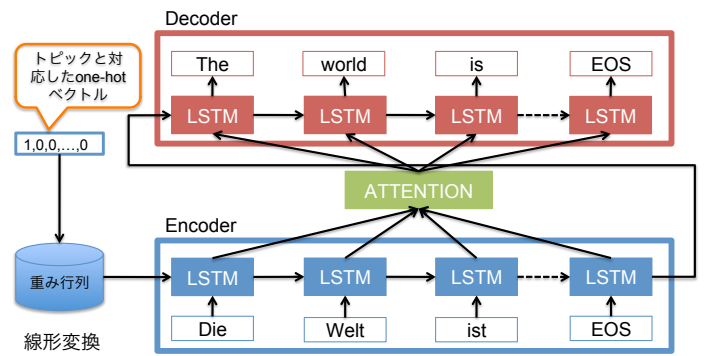 Decoder
トピックと対
応したone-hot
ベクトル
The world is EOS
LSTM LSTM LSTM LSTM
1,0,0,...,0
ATTENTION
Encoder
重み行列
LSTM LSTM LSTM LSTM
Die Welt ist EOS
線形変換